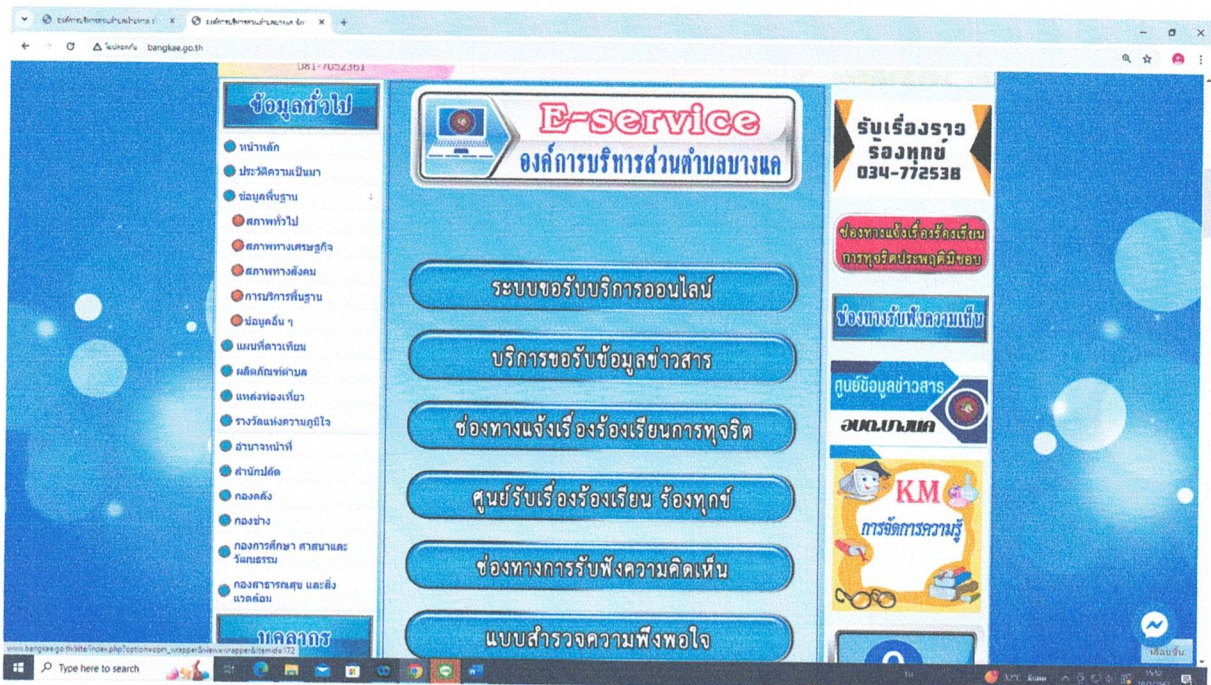 bangkae.go.th
081-7052361
ข้อมูลทั่วไป
หน้าหลัก
ประวัติความเป็นมา
ข้อมูลพื้นฐาน
สภาพทั่วไป
สภาพทางเศรษฐกิจ
สภาพทางสังคม
การบริการพื้นฐาน
ข้อมูลอื่น ๆ
แผนที่ดาวเทียม
ผลิตภัณฑ์ตำบล
แหล่งท่องเที่ยว
รางวัลแห่งความภูมิใจ
อำนาจหน้าที่
สำนักปลัด
กองคลัง
กองช่าง
กองการศึกษา ศาสนาและ
วัฒนธรรม
กองสาธารณสุข และสิ่ง
แวดล้อม
บุคลากร
E-service
องค์การบริหารส่วนตำบลบางแค
ระบบขอรับบริการออนไลน์
บริการขอรับข้อมูลข่าวสาร
ช่องทางแจ้งเรื่องร้องเรียนการทุจริต
ศูนย์รับเรื่องร้องเรียน ร้องทุกข์
ช่องทางการรับฟังความคิดเห็น
แบบสำรวจความพึงพอใจ
รับเรื่องราว
ร้องทุกข์
034-772538
ช่องทางแจ้งเรื่องร้องเรียน
การทุจริตประพฤติมิชอบ
ช่องทางรับฟังความเห็น
ศูนย์ข้อมูลข่าวสาร
อบต.บางแค
KM
การจัดการความรู้
เลื่อนขึ้น
www.bangkae.go.th/site/index.php?option=com_wrapper&view=wrapper&Itemid=172
Type here to search
32°C
15:52